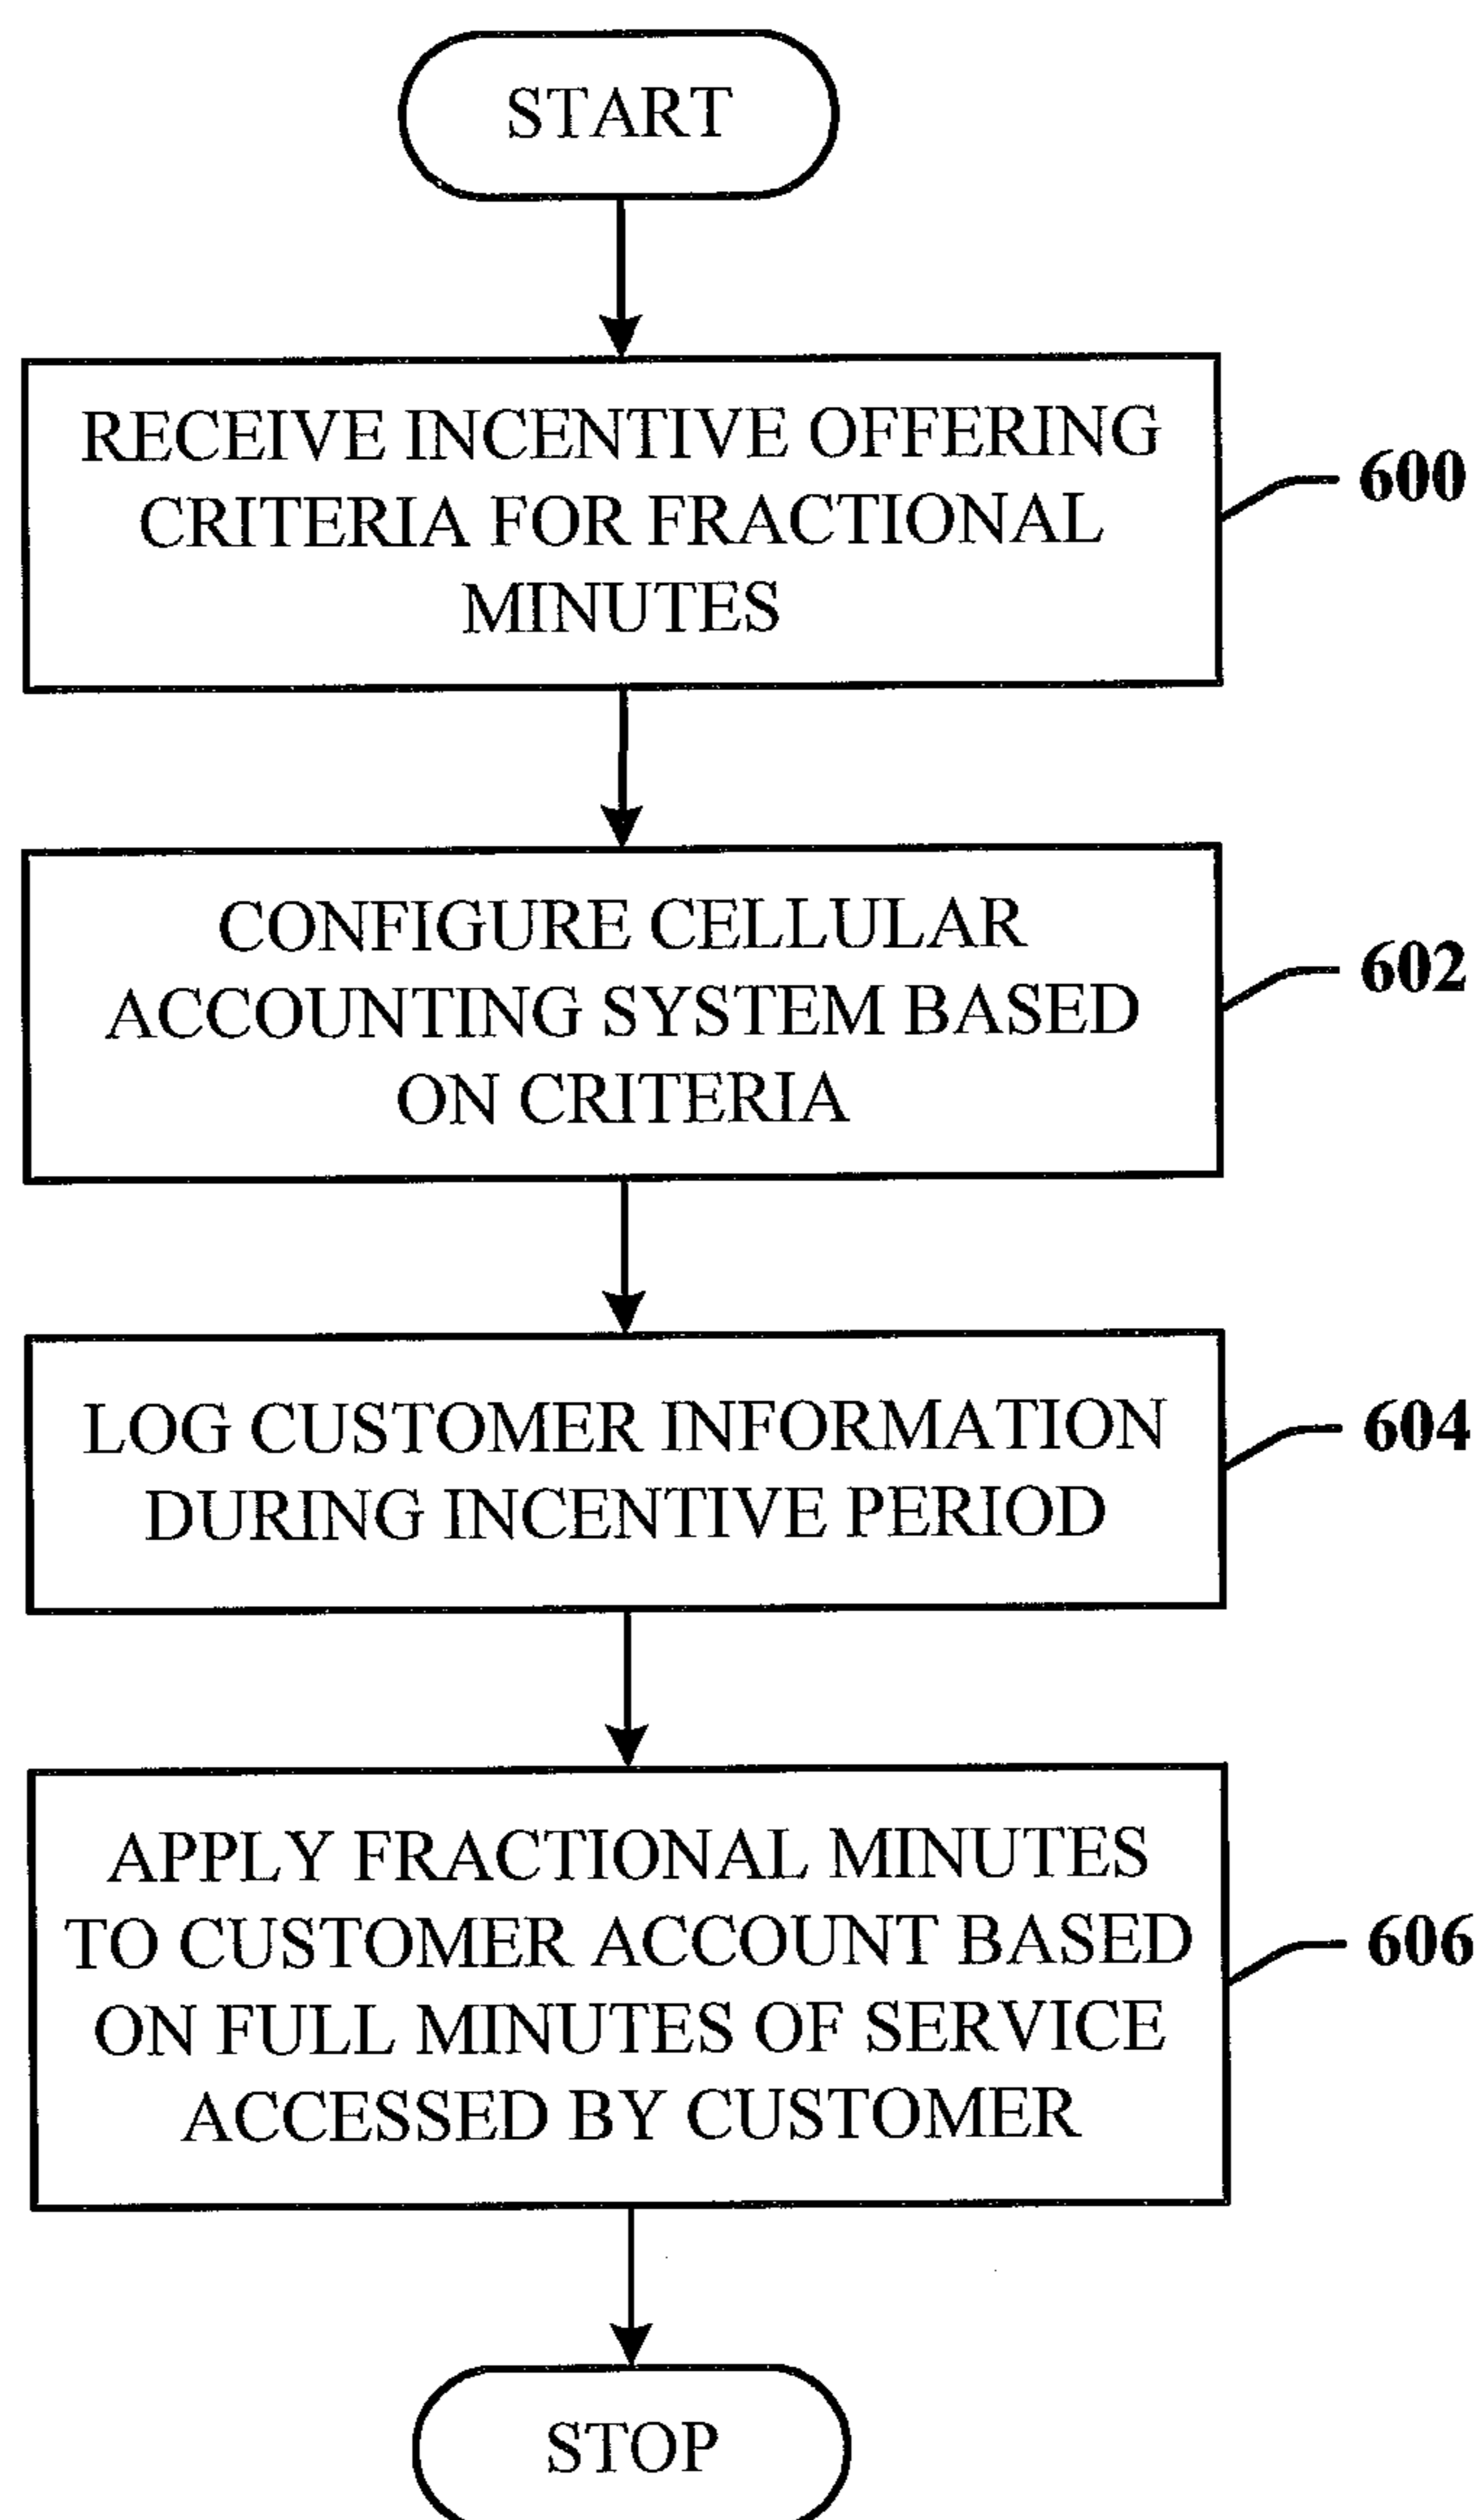 START
RECEIVE INCENTIVE OFFERING
CRITERIA FOR FRACTIONAL
MINUTES
600
CONFIGURE CELLULAR
ACCOUNTING SYSTEM BASED
ON CRITERIA
602
LOG CUSTOMER INFORMATION
DURING INCENTIVE PERIOD
604
APPLY FRACTIONAL MINUTES
TO CUSTOMER ACCOUNT BASED
ON FULL MINUTES OF SERVICE
ACCESSED BY CUSTOMER
606
STOP